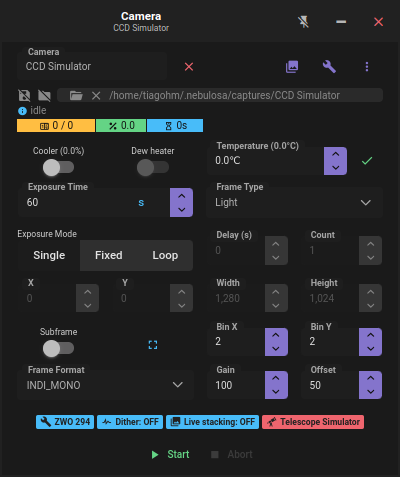 Camera
CCD Simulator
Camera
CCD Simulator
/home/tiagohm/.nebulosa/captures/CCD Simulator
idle
0 / 0 0.0 0s
Cooler (0.0%) Dew heater Temperature (0.0°C)
0.0°C
Exposure Time Frame Type
60 s Light
Exposure Mode Delay (s) Count
Single Fixed Loop 0 1
X Y Width Height
0 0 1,280 1,024
Subframe Bin X Bin Y
2 2
Frame Format Gain Offset
INDI_MONO 100 50
ZWO 294 Dither: OFF Live stacking: OFF Telescope Simulator
Start Abort